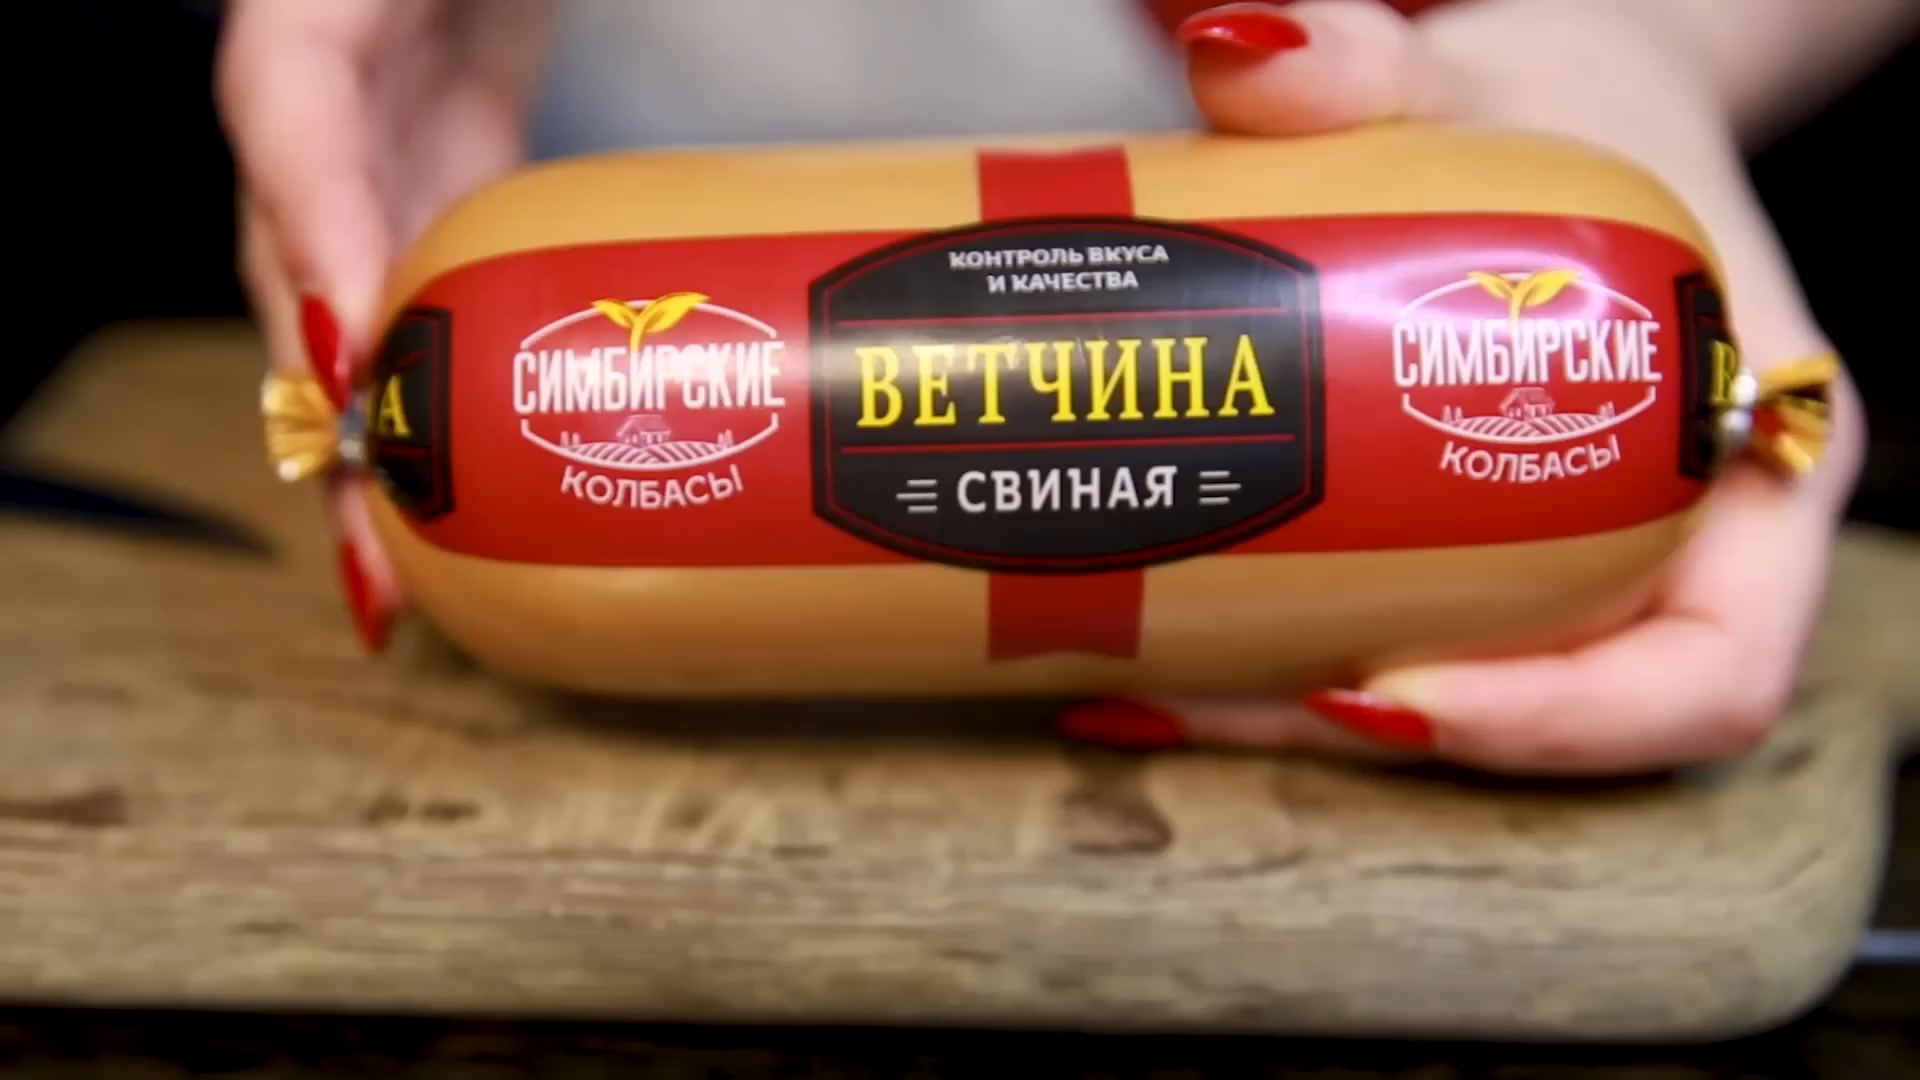 КОНТРОЛЬ ВКУСА
И КАЧЕСТВА
ВЕТЧИНА
СВИНАЯ
СИМБИРСКИЕ
КОЛБАСЫ
СИМБИРСКИЕ
КОЛБАСЫ